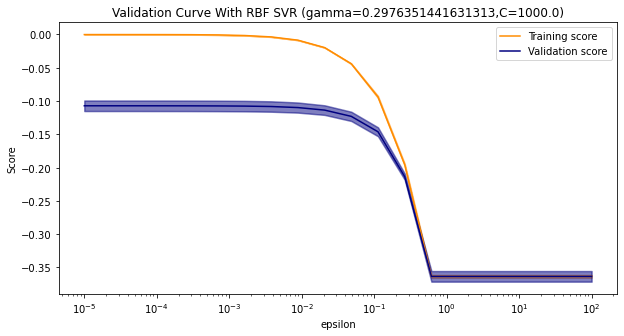 Validation Curve With RBF SVR (gamma=0.2976351441631313,C=1000.0)
Training score
Validation score
0.00
−0.05
−0.10
−0.15
−0.20
−0.25
−0.30
−0.35
Score
10⁻⁵ 10⁻⁴ 10⁻³ 10⁻² 10⁻¹ 10⁰ 10¹ 10²
epsilon